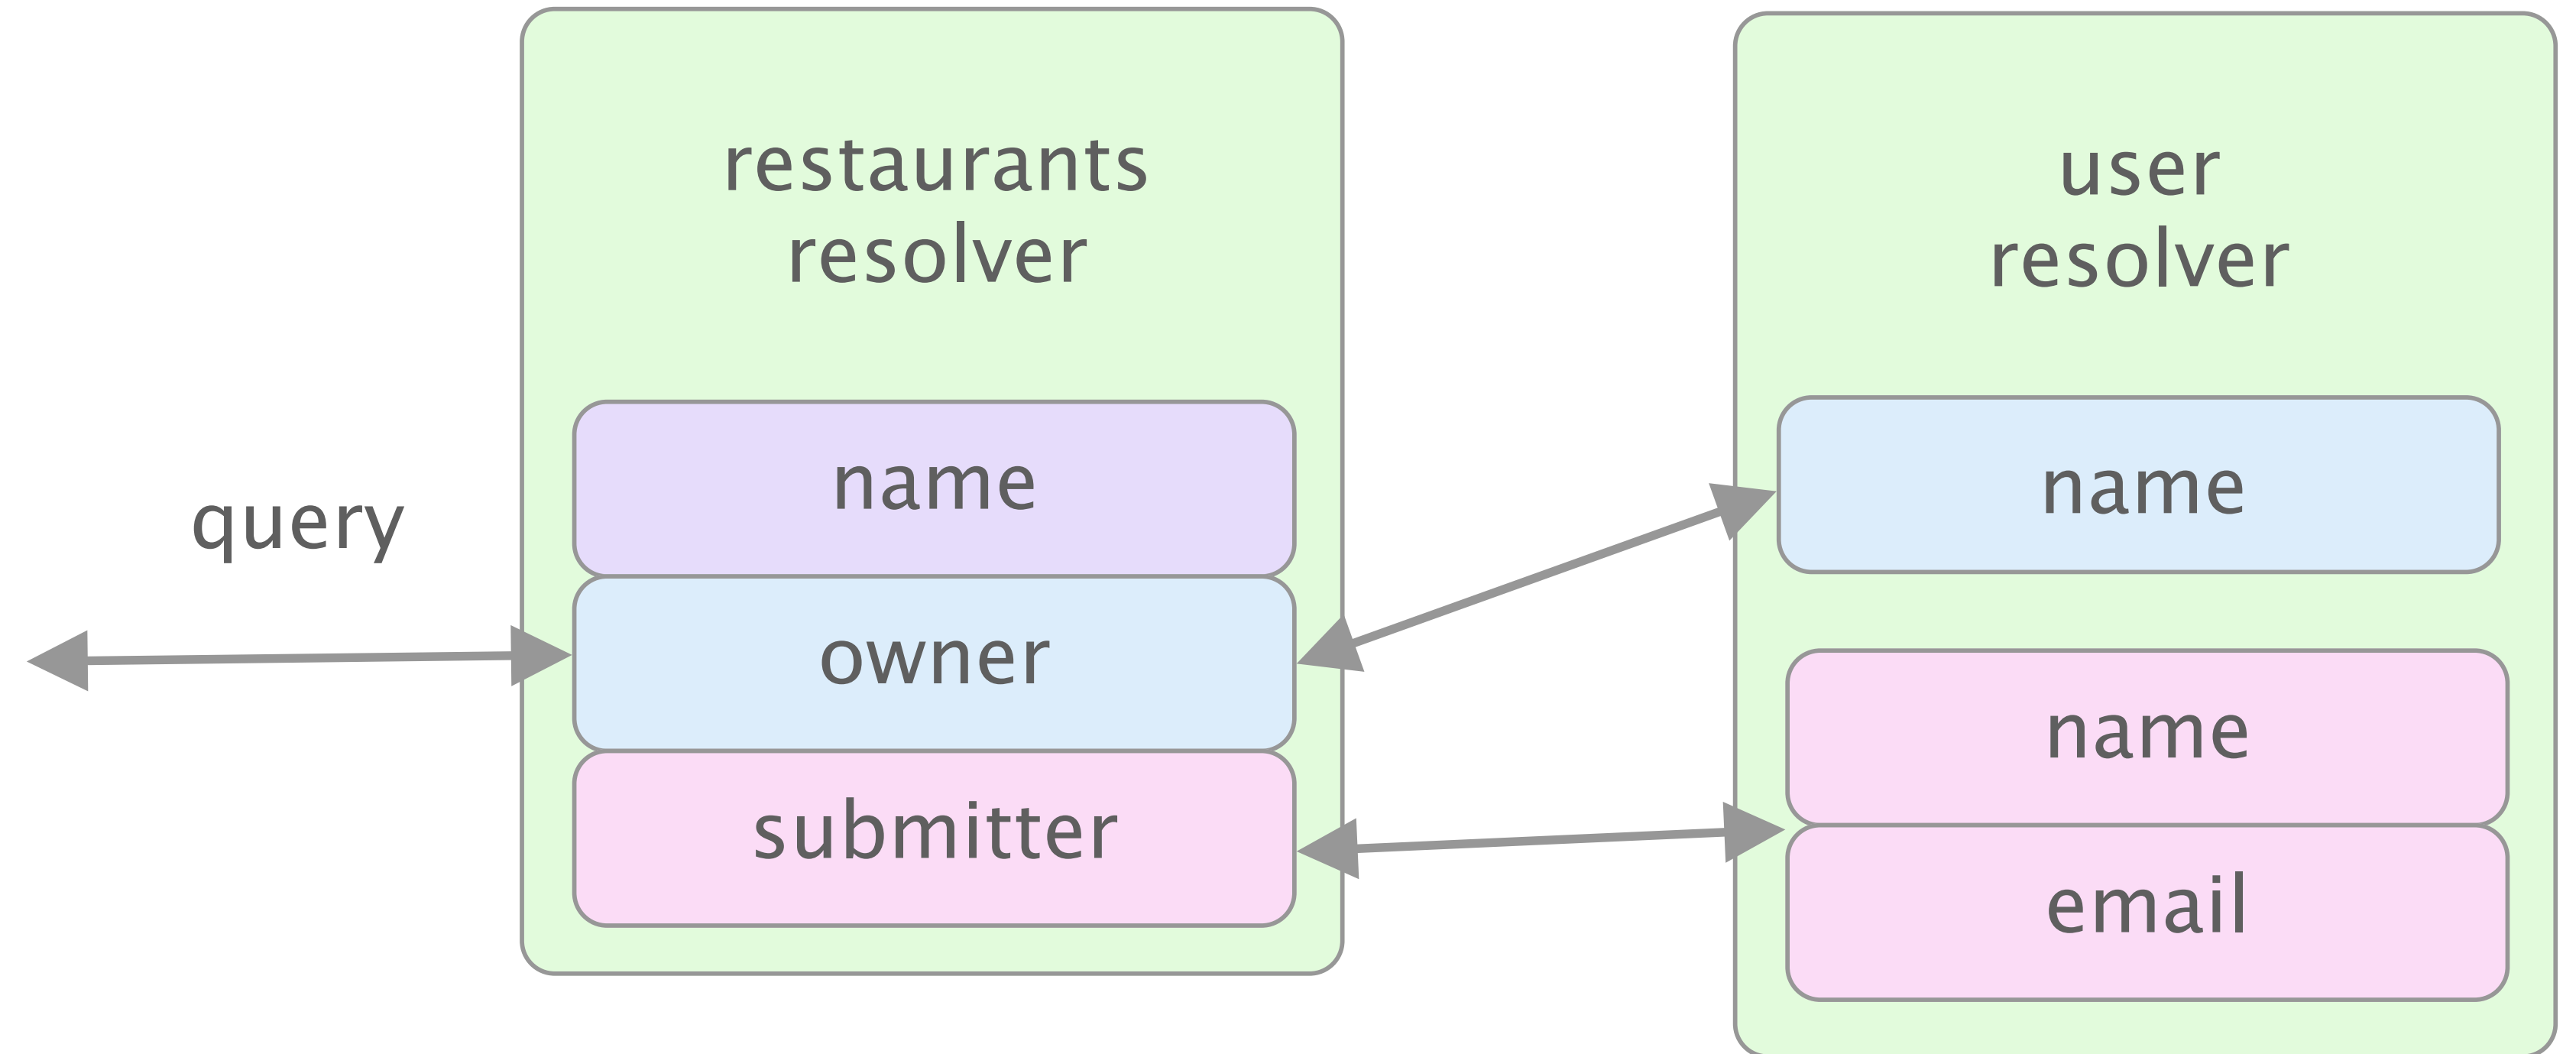 query
restaurants
resolver
name
owner
submitter
user
resolver
name
name
email